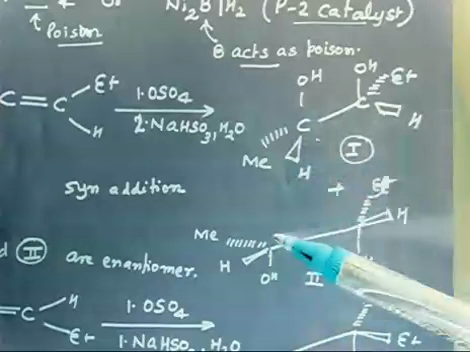 Ni2B|H2 (P-2 Catalyst)
Poison
B acts as poison.
C=C Et H
1·OSO4
2·NaHSO3, H2O
OH OH Et
C C H
Me H I
Syn addition
+ Et
Me H
H OH II
II are enantiomer.
=C H Et
1·OSO4
1·NaHSO3, H2O
Et